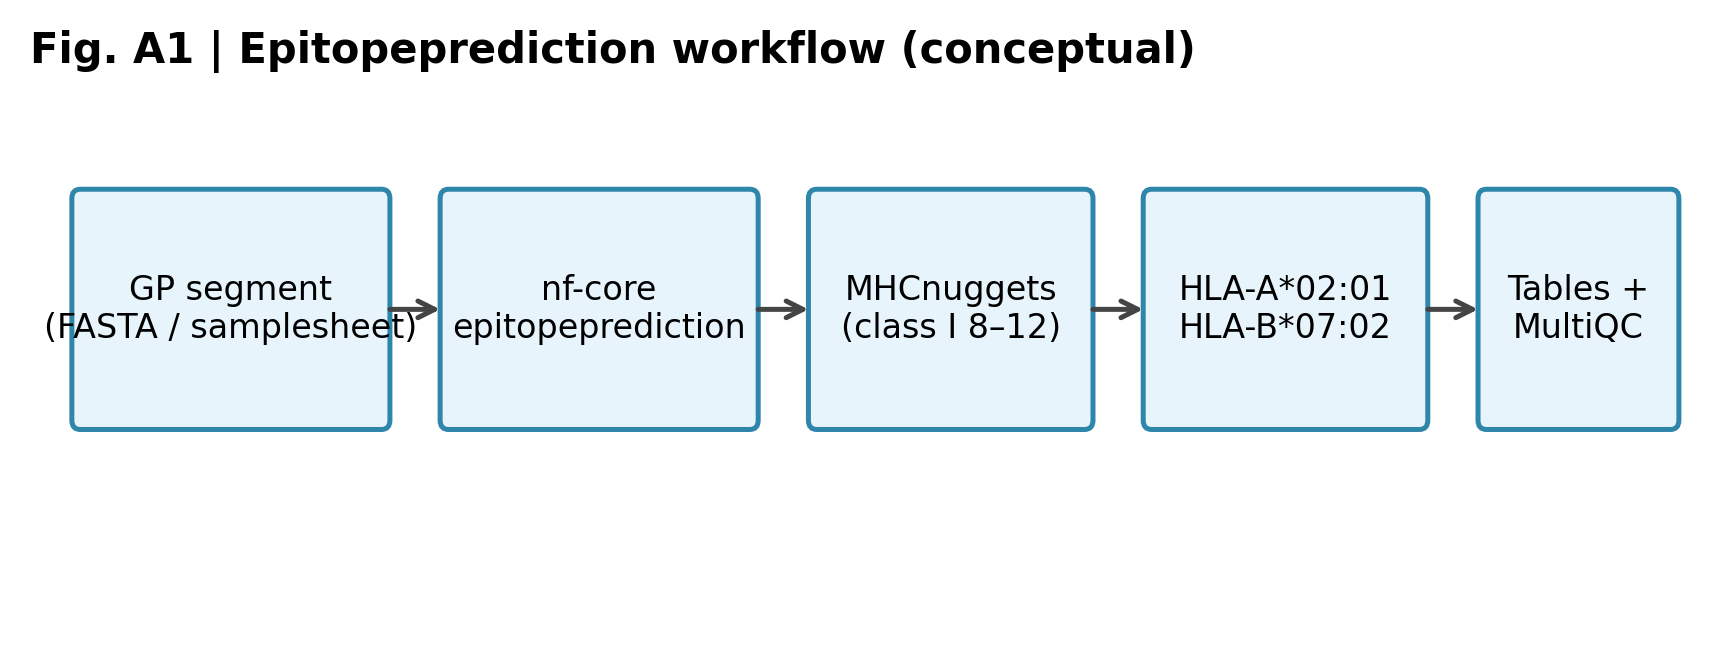 Fig. A1 | Epitopeprediction workflow (conceptual)
GP segment
(FASTA / samplesheet)
nf-core
epitopeprediction
MHCnuggets
(class I 8–12)
HLA-A*02:01
HLA-B*07:02
Tables +
MultiQC